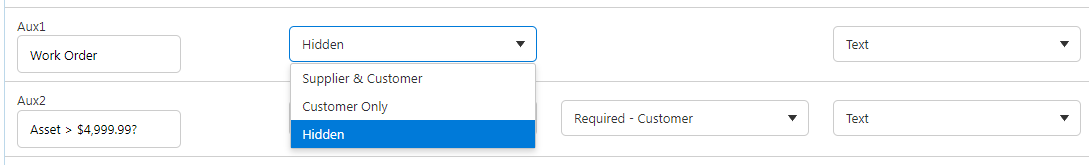 Aux1
Work Order
Hidden
Text
Supplier & Customer
Customer Only
Hidden
Aux2
Asset > $4,999.99?
Required - Customer
Text